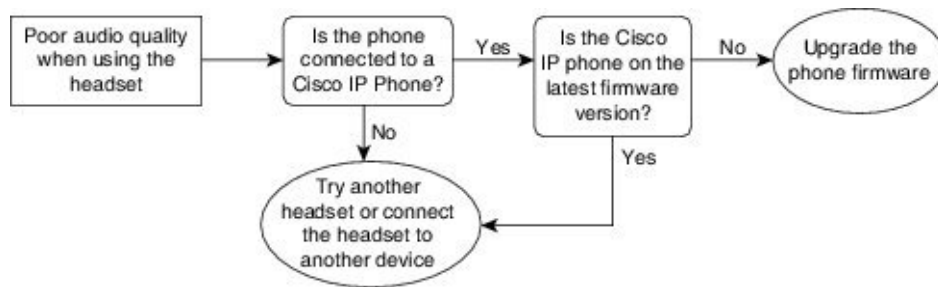 Poor audio quality
when using the
headset
Is the phone
connected to a
Cisco IP Phone?
Yes
Is the Cisco
IP phone on the
latest firmware
version?
No
Upgrade the
phone firmware
No
Yes
Try another
headset or connect
the headset to
another device